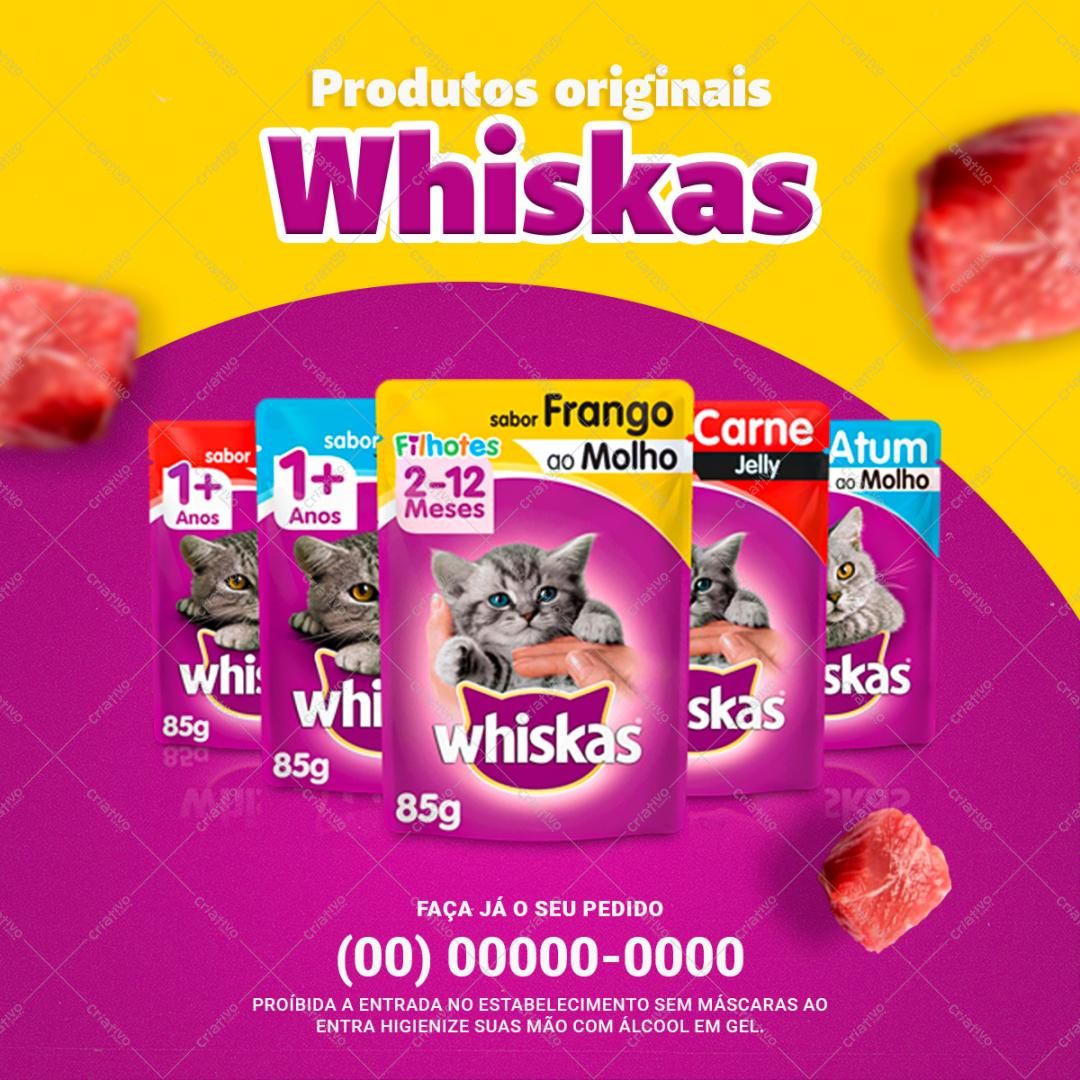 Produtos originais
Whiskas
sabor
1+
Anos
whis
85g
sabor
1+
Anos
whi
85g
sabor Frango
ao Molho
Filhotes
2-12
Meses
whiskas
85g
Carne
Jelly
skas
Atum
ao Molho
skas
FAÇA JÁ O SEU PEDIDO
(00) 00000-0000
PROÍBIDA A ENTRADA NO ESTABELECIMENTO SEM MÁSCARAS AO
ENTRA HIGIENIZE SUAS MÃO COM ÁLCOOL EM GEL.
criativo